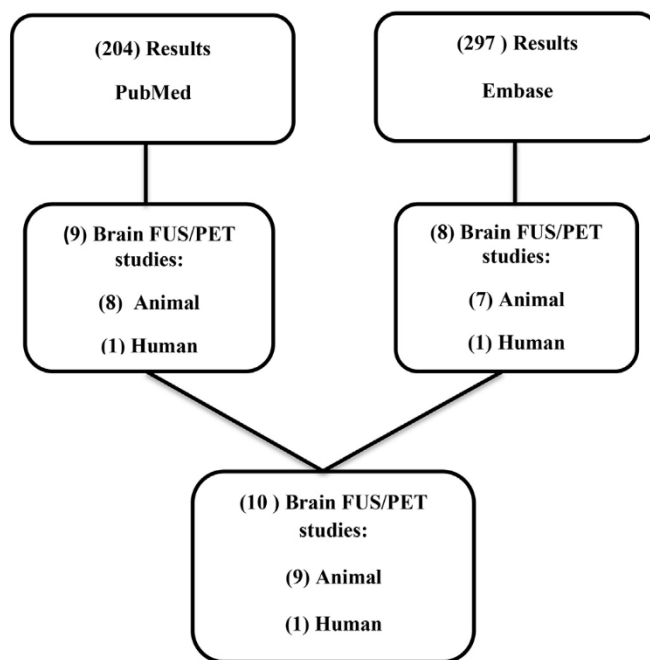 (204) Results
PubMed
(297 ) Results
Embase
(9) Brain FUS/PET
studies:
(8) Animal
(1) Human
(8) Brain FUS/PET
studies:
(7) Animal
(1) Human
(10 ) Brain FUS/PET
studies:
(9) Animal
(1) Human